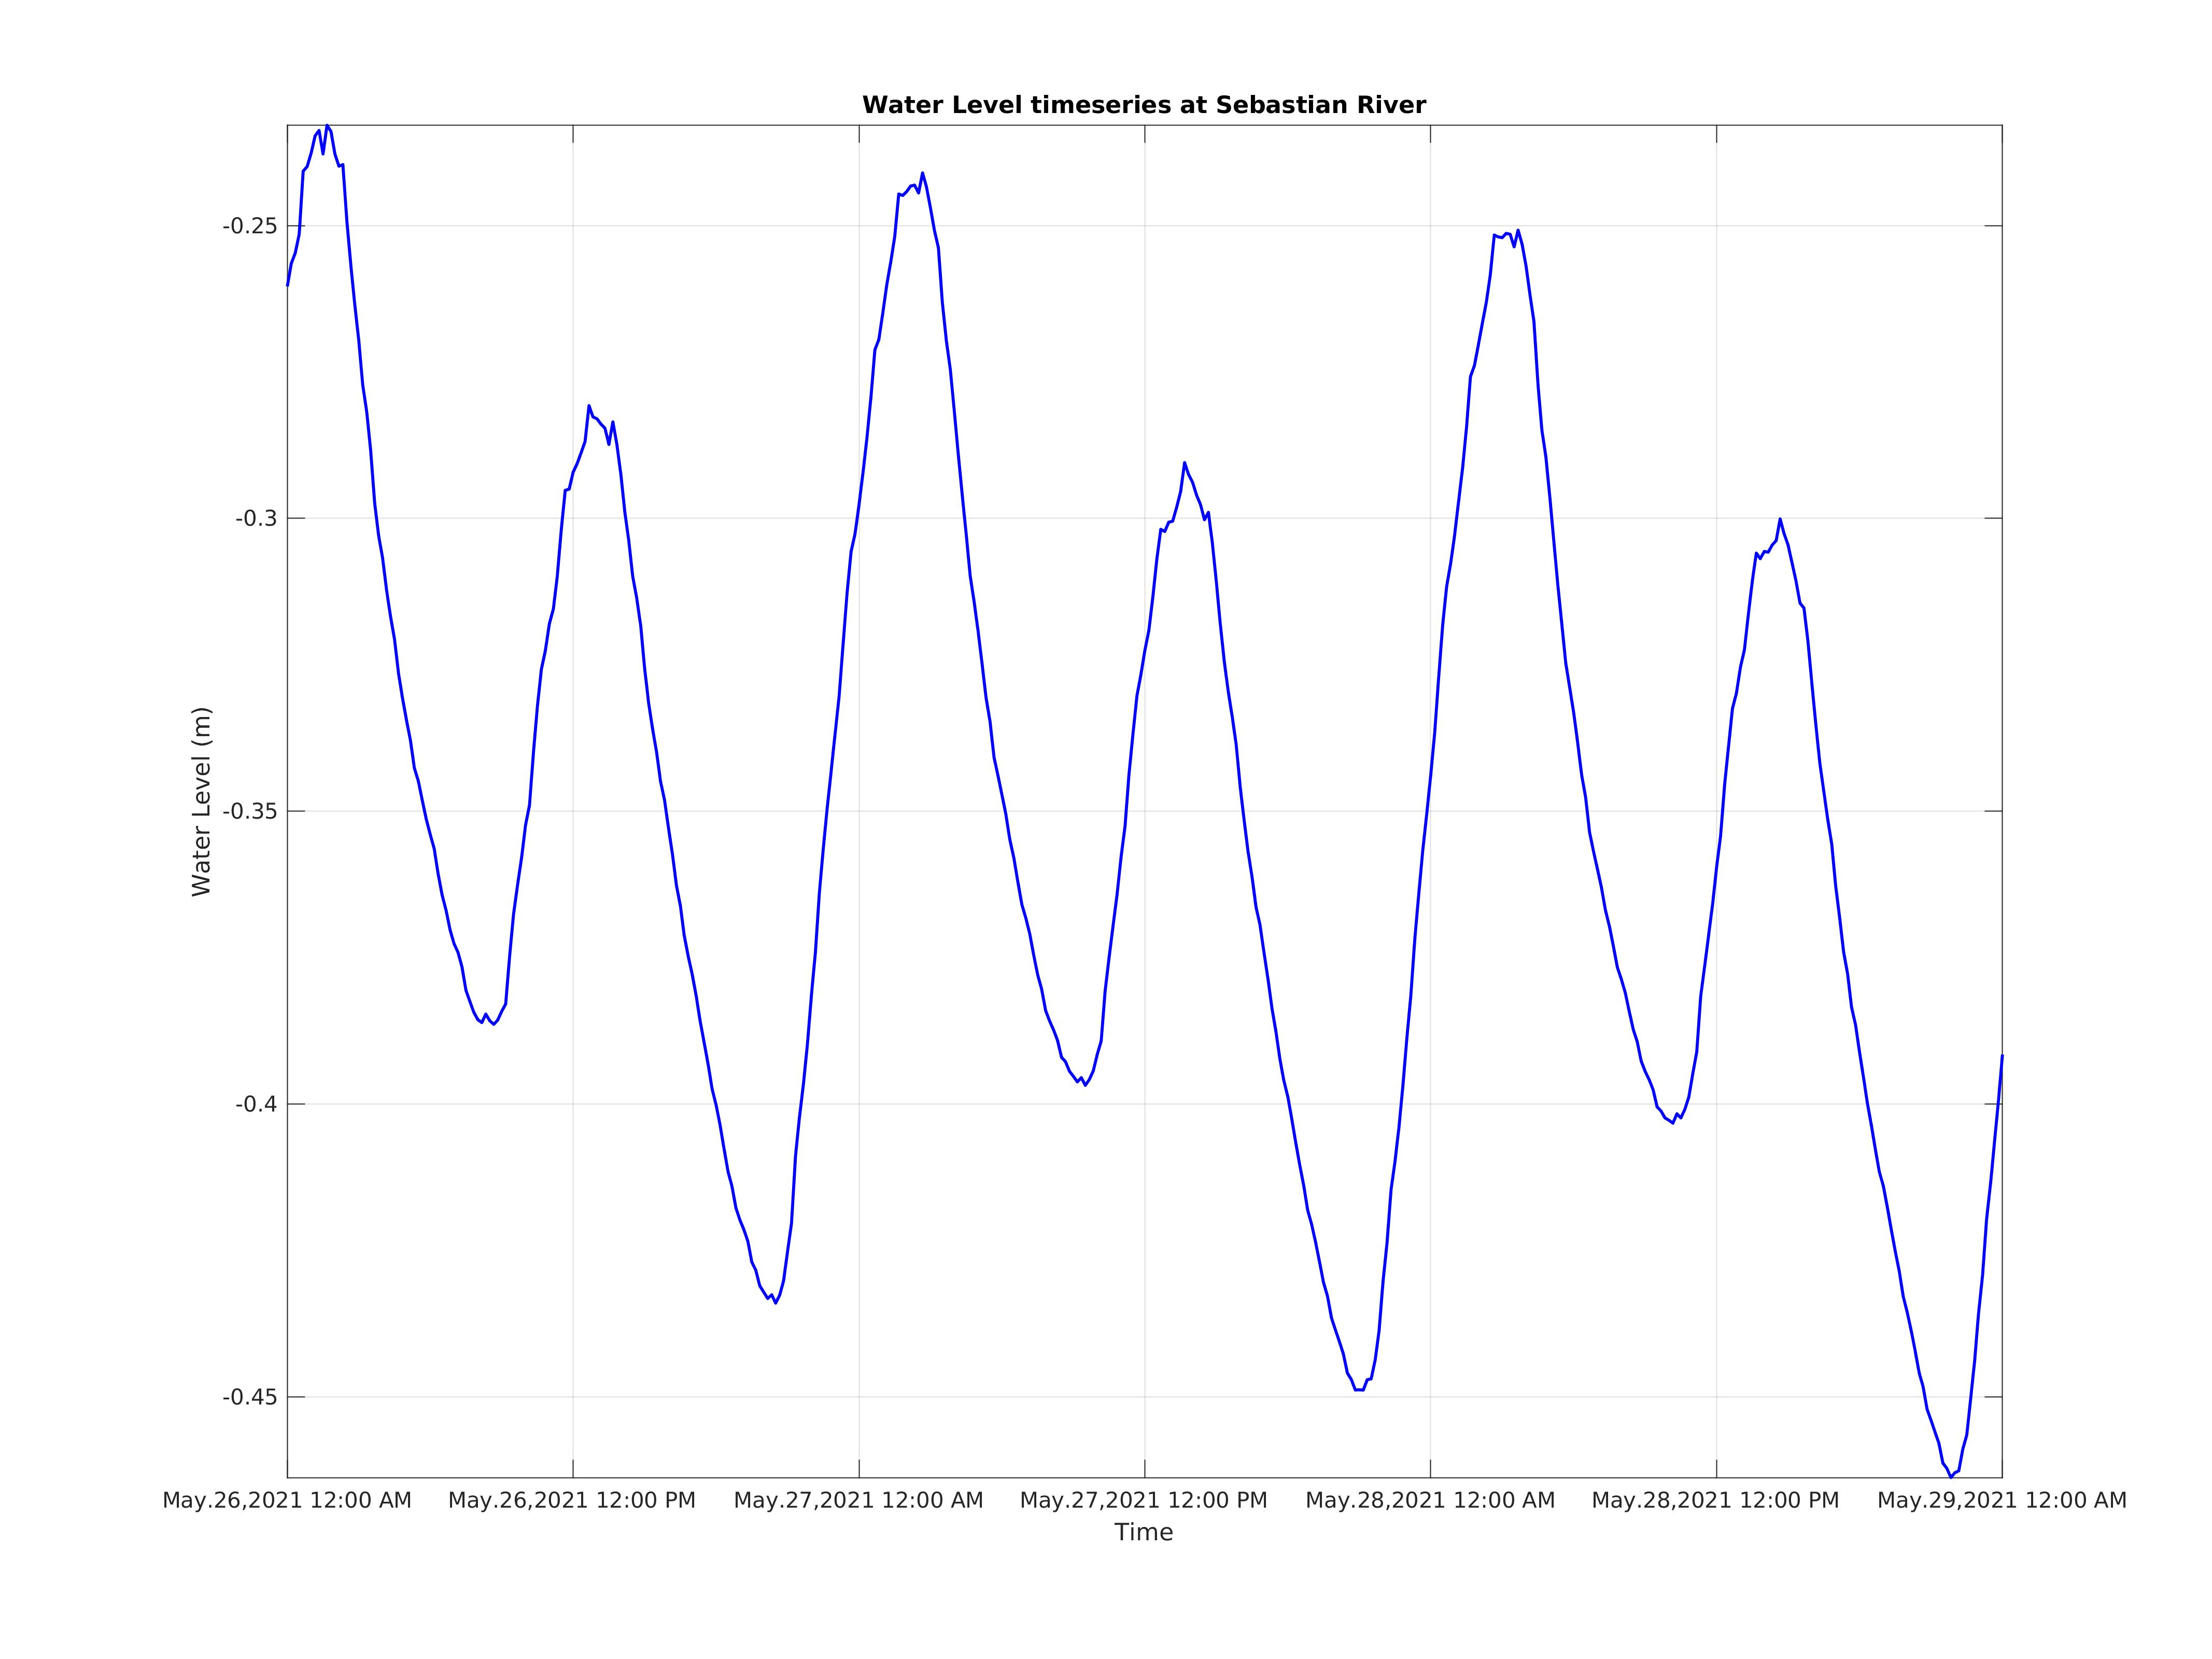 Water Level timeseries at Sebastian River
-0.25
-0.3
-0.35
-0.4
-0.45
Water Level (m)
May.26,2021 12:00 AM May.26,2021 12:00 PM May.27,2021 12:00 AM May.27,2021 12:00 PM May.28,2021 12:00 AM May.28,2021 12:00 PM May.29,2021 12:00 AM
Time